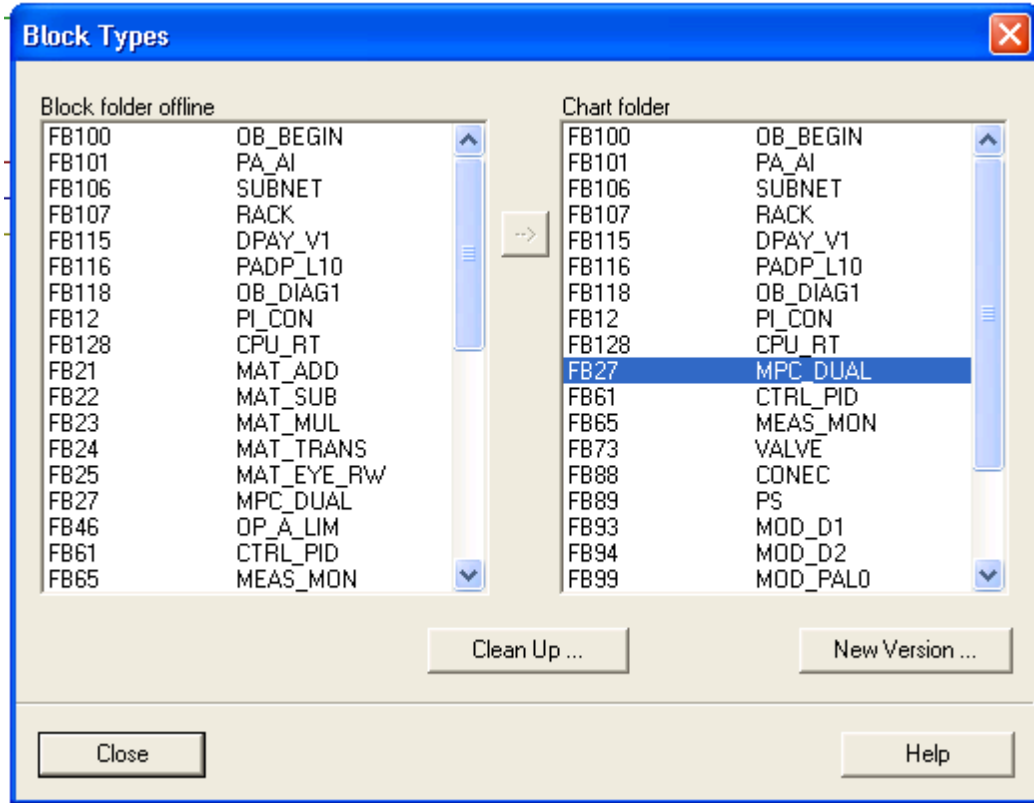 Block Types
Block folder offline
FB100 OB_BEGIN
FB101 PA_AI
FB106 SUBNET
FB107 RACK
FB115 DPAY_V1
FB116 PADP_L10
FB118 OB_DIAG1
FB12 PI_CON
FB128 CPU_RT
FB21 MAT_ADD
FB22 MAT_SUB
FB23 MAT_MUL
FB24 MAT_TRANS
FB25 MAT_EYE_RW
FB27 MPC_DUAL
FB46 OP_A_LIM
FB61 CTRL_PID
FB65 MEAS_MON
-->
Chart folder
FB100 OB_BEGIN
FB101 PA_AI
FB106 SUBNET
FB107 RACK
FB115 DPAY_V1
FB116 PADP_L10
FB118 OB_DIAG1
FB12 PI_CON
FB128 CPU_RT
FB27 MPC_DUAL
FB61 CTRL_PID
FB65 MEAS_MON
FB73 VALVE
FB88 CONEC
FB89 PS
FB93 MOD_D1
FB94 MOD_D2
FB99 MOD_PAL0
Clean Up ...
New Version ...
Close
Help